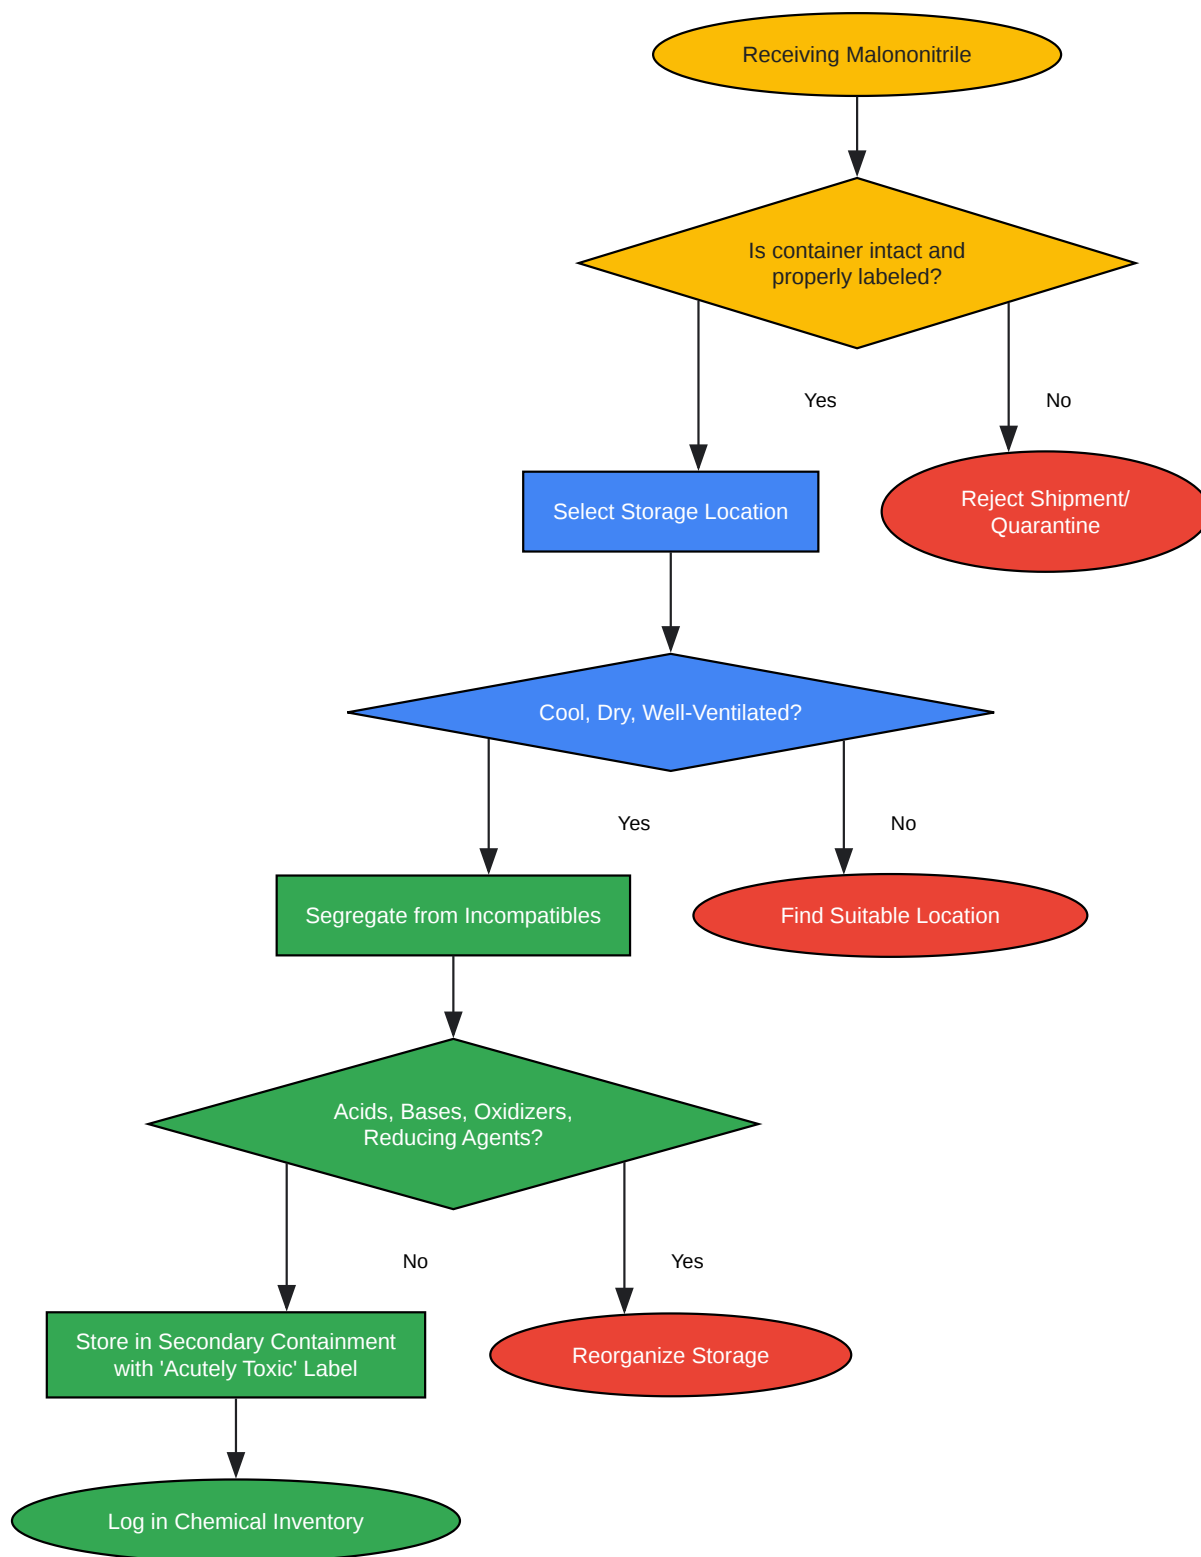 Receiving Malononitrile
Is container intact and
properly labeled?
Yes
No
Select Storage Location
Reject Shipment/
Quarantine
Cool, Dry, Well-Ventilated?
Yes
No
Segregate from Incompatibles
Find Suitable Location
Acids, Bases, Oxidizers,
Reducing Agents?
No
Yes
Store in Secondary Containment
with 'Acutely Toxic' Label
Reorganize Storage
Log in Chemical Inventory